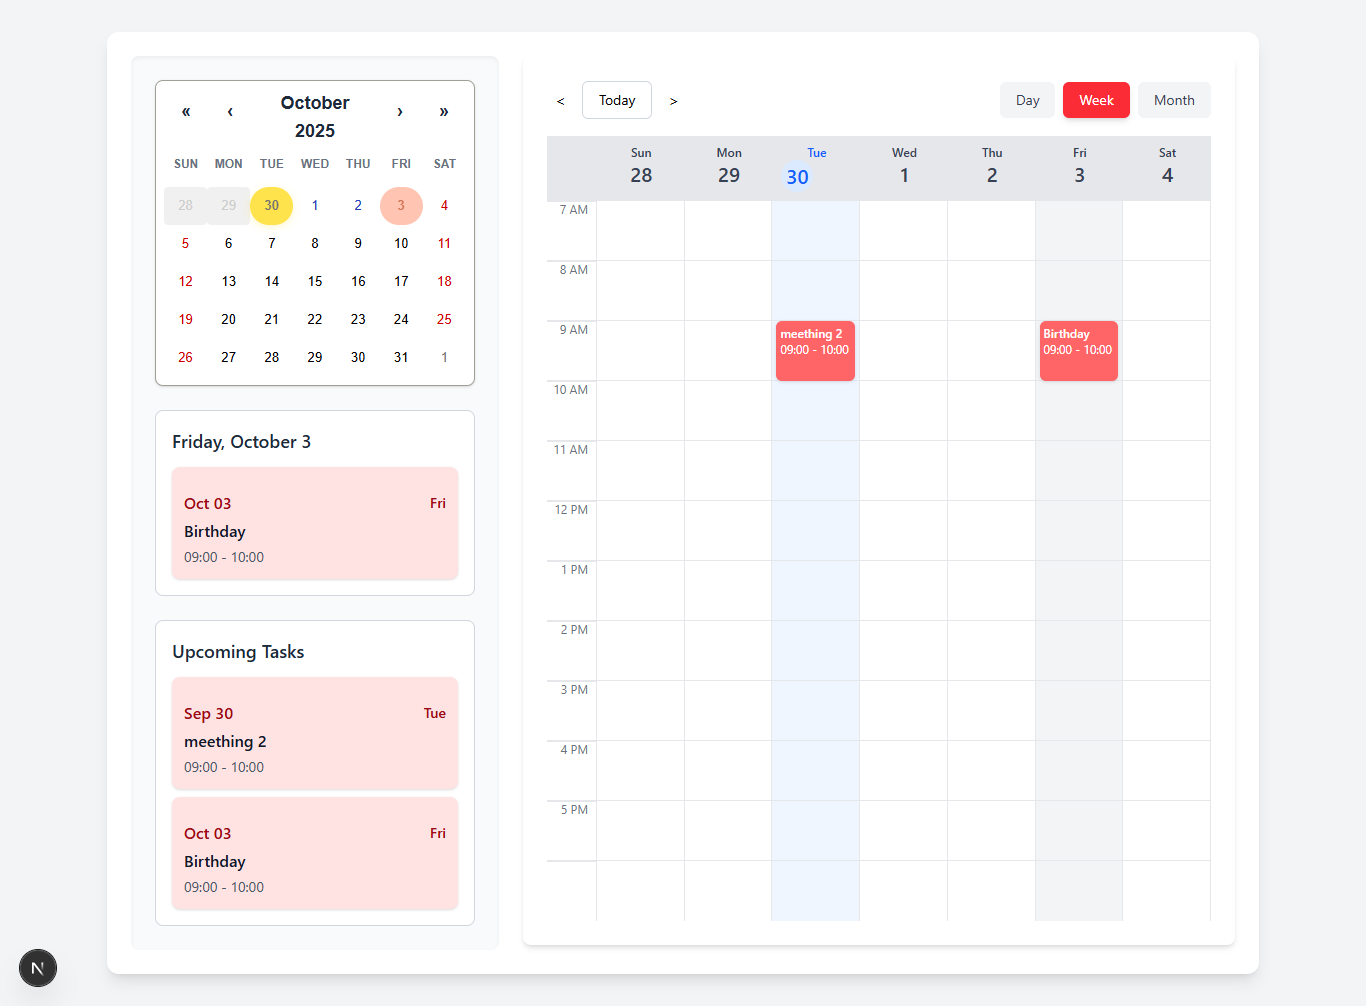 « ‹ October 2025 › »
SUN MON TUE WED THU FRI SAT
28 29 30 1 2 3 4
5 6 7 8 9 10 11
12 13 14 15 16 17 18
19 20 21 22 23 24 25
26 27 28 29 30 31 1
Friday, October 3
Oct 03 Fri
Birthday
09:00 - 10:00
Upcoming Tasks
Sep 30 Tue
meething 2
09:00 - 10:00
Oct 03 Fri
Birthday
09:00 - 10:00
< Today > Day Week Month
Sun Mon Tue Wed Thu Fri Sat
28 29 30 1 2 3 4
7 AM
8 AM
9 AM
meething 2 Birthday
09:00 - 10:00 09:00 - 10:00
10 AM
11 AM
12 PM
1 PM
2 PM
3 PM
4 PM
5 PM
N